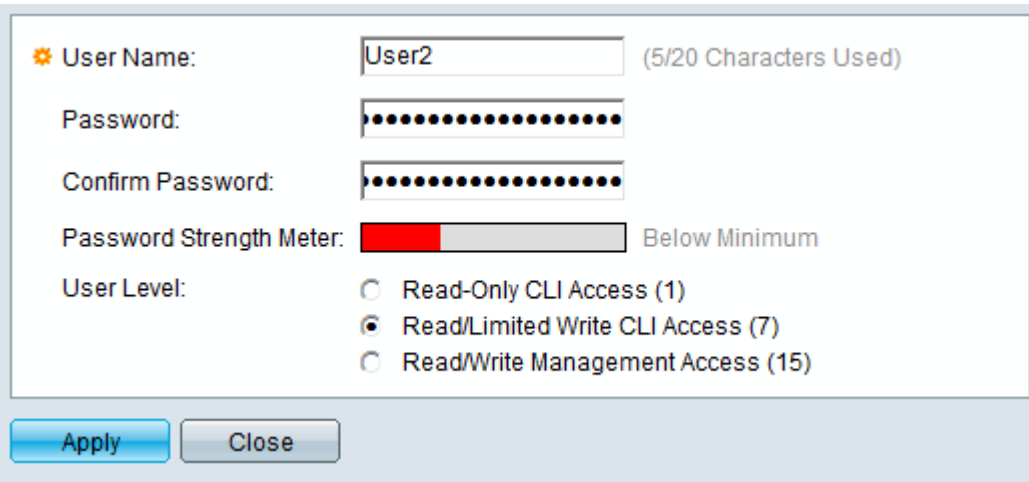 User Name: User2 (5/20 Characters Used)
Password: ••••••••••••••••••••
Confirm Password: ••••••••••••••••••••
Password Strength Meter: Below Minimum
User Level: Read-Only CLI Access (1)
Read/Limited Write CLI Access (7)
Read/Write Management Access (15)
Apply Close